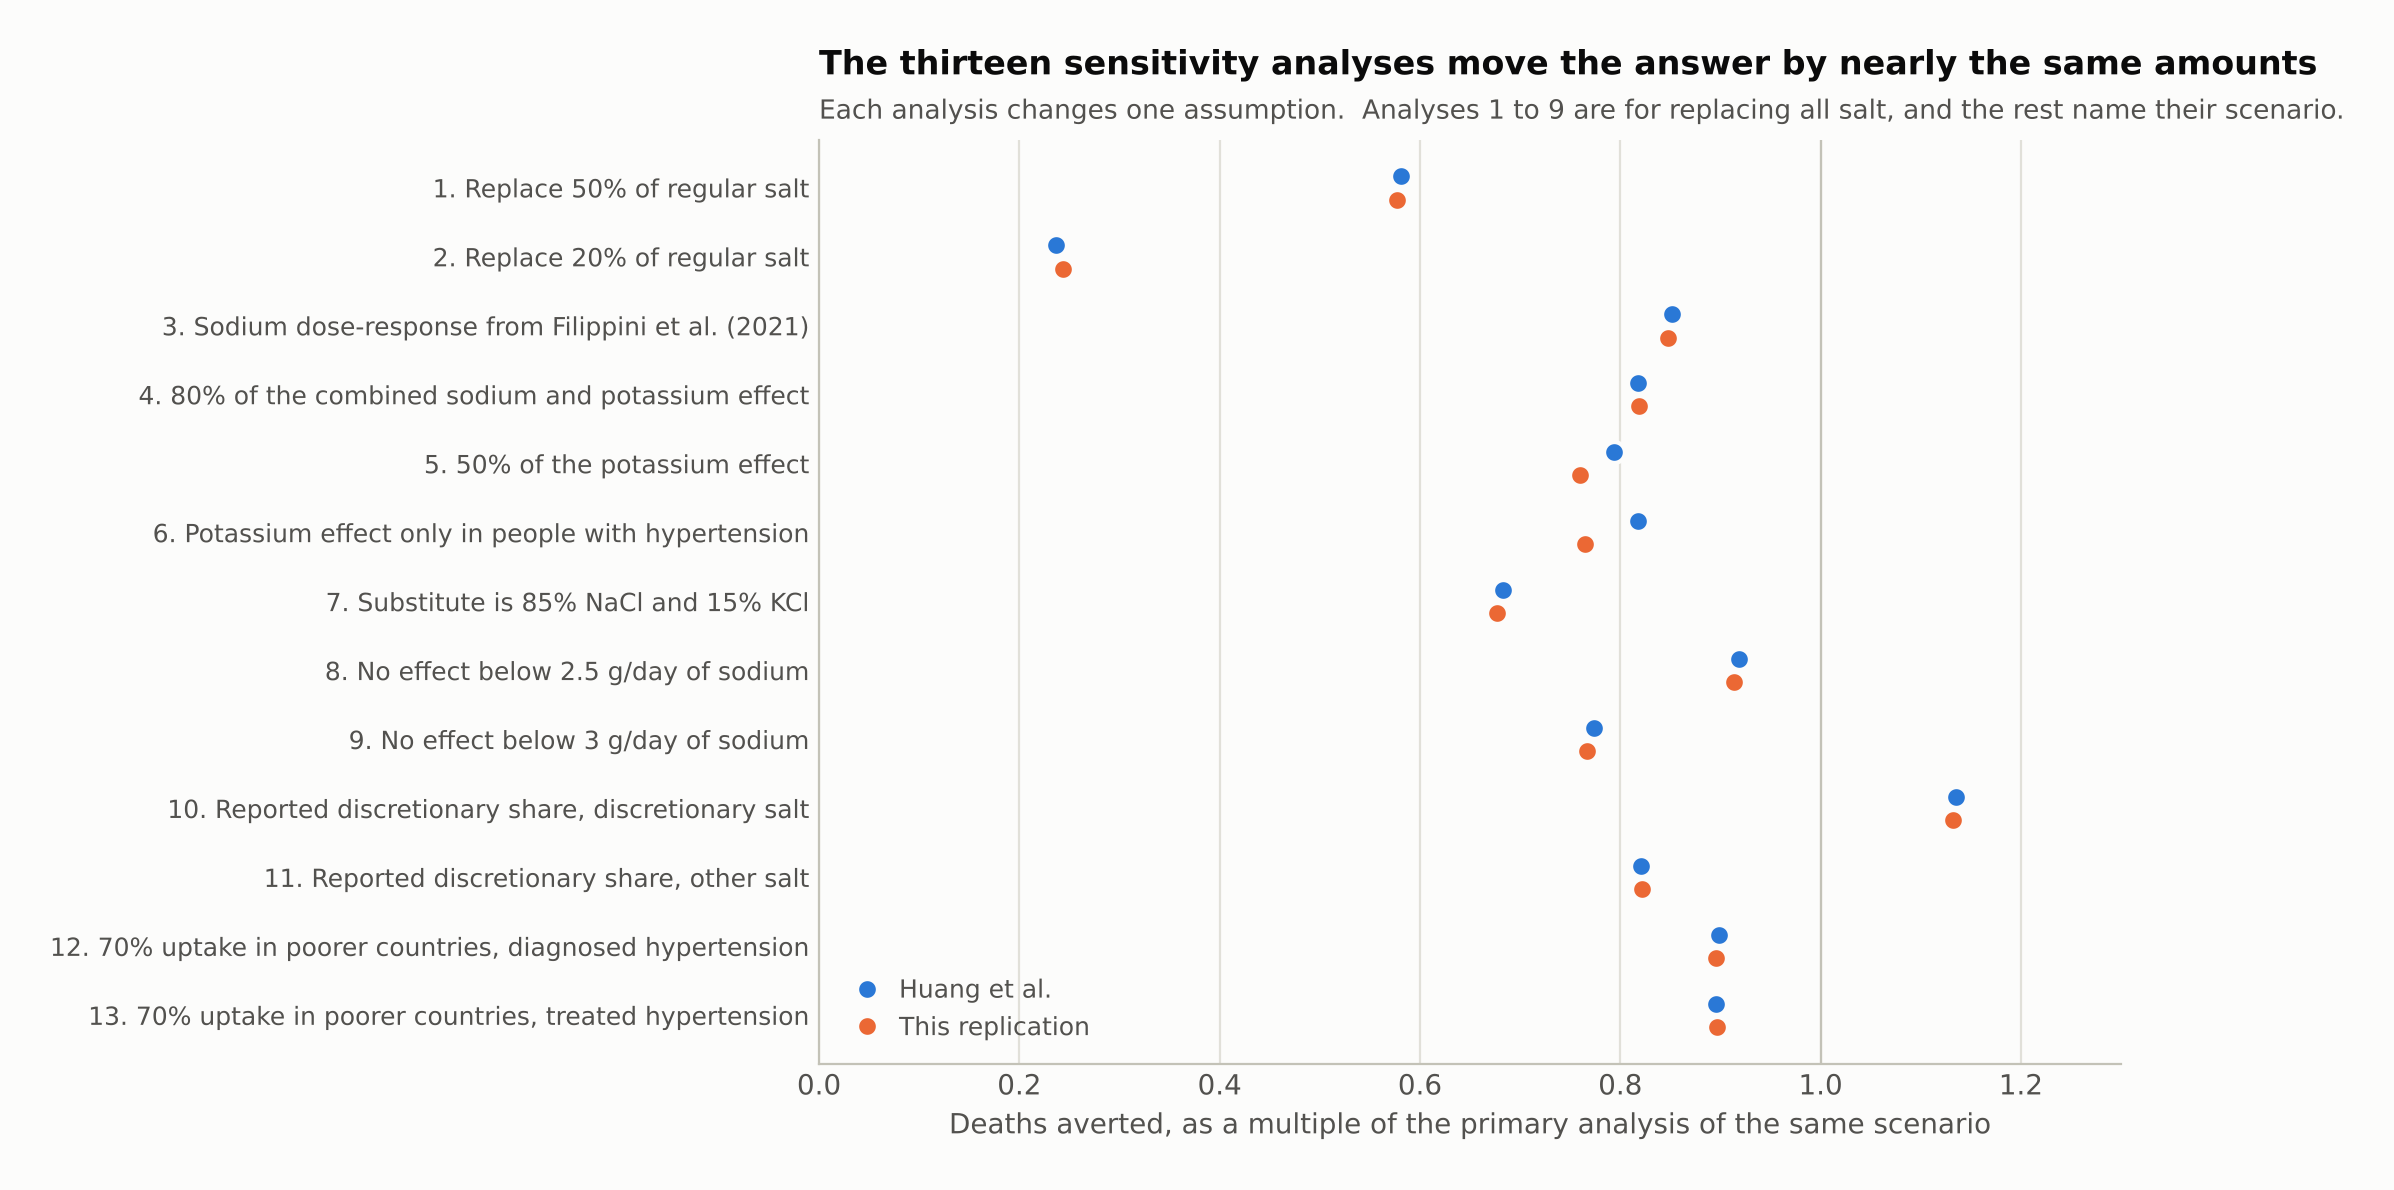 The thirteen sensitivity analyses move the answer by nearly the same amounts
Each analysis changes one assumption.  Analyses 1 to 9 are for replacing all salt, and the rest name their scenario.
1. Replace 50% of regular salt
2. Replace 20% of regular salt
3. Sodium dose-response from Filippini et al. (2021)
4. 80% of the combined sodium and potassium effect
5. 50% of the potassium effect
6. Potassium effect only in people with hypertension
7. Substitute is 85% NaCl and 15% KCl
8. No effect below 2.5 g/day of sodium
9. No effect below 3 g/day of sodium
10. Reported discretionary share, discretionary salt
11. Reported discretionary share, other salt
12. 70% uptake in poorer countries, diagnosed hypertension
13. 70% uptake in poorer countries, treated hypertension
Huang et al.
This replication
0.0 0.2 0.4 0.6 0.8 1.0 1.2
Deaths averted, as a multiple of the primary analysis of the same scenario